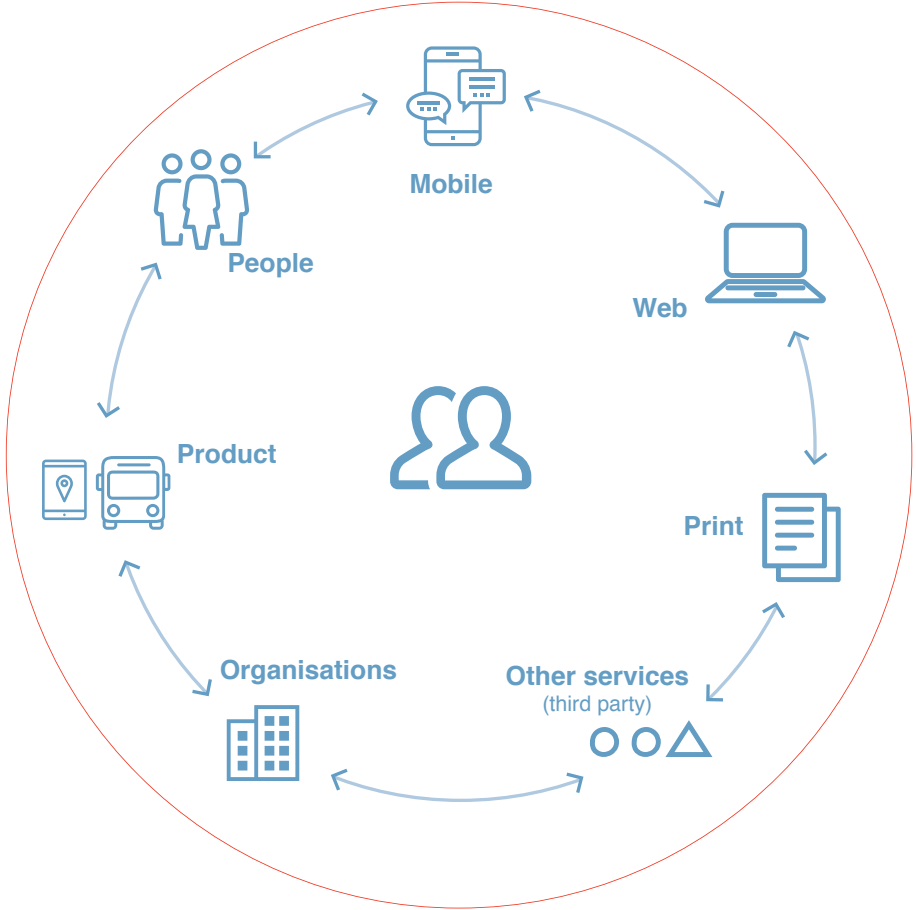 Mobile
People
Web
Product
Print
Organisations
Other services
(third party)